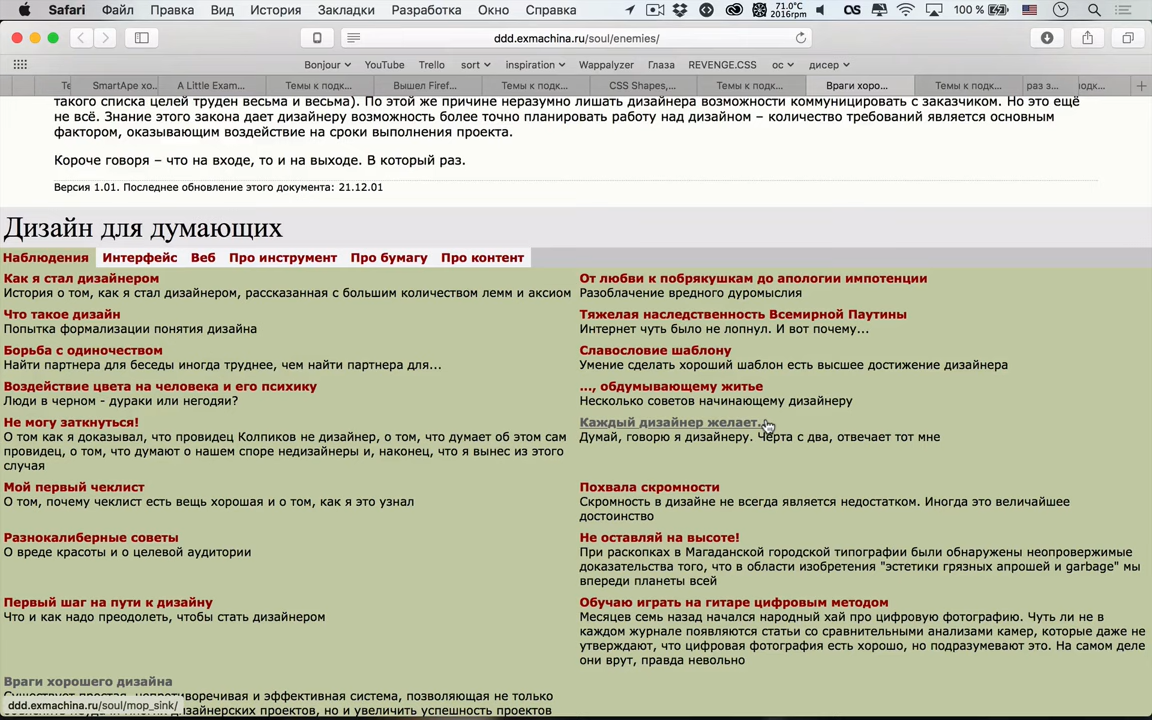 Safari Файл Правка Вид История Закладки Разработка Окно Справка 71.0°C 2016rpm 100 %
ddd.exmachina.ru/soul/enemies/
Bonjour YouTube Trello sort inspiration Wappalyzer Глаза REVENGE.CSS ос дисер
Те SmartApe хо... A Little Exam... Темы к подк... Вышел Firef... Темы к подк... CSS Shapes,... Темы к подк... Враги хоро... Темы к подк... раз з... подк...
такого списка целей труден весьма и весьма). По этой же причине неразумно лишать дизайнера возможности коммуницировать с заказчиком. Но это ещё
не всё. Знание этого закона дает дизайнеру возможность более точно планировать работу над дизайном – количество требований является основным
фактором, оказывающим воздействие на сроки выполнения проекта.
Короче говоря – что на входе, то и на выходе. В который раз.
Версия 1.01. Последнее обновление этого документа: 21.12.01
Дизайн для думающих
Наблюдения Интерфейс Веб Про инструмент Про бумагу Про контент
Как я стал дизайнером
История о том, как я стал дизайнером, рассказанная с большим количеством лемм и аксиом
От любви к побрякушкам до апологии импотенции
Разоблачение вредного дуромыслия
Что такое дизайн
Попытка формализации понятия дизайна
Тяжелая наследственность Всемирной Паутины
Интернет чуть было не лопнул. И вот почему...
Борьба с одиночеством
Найти партнера для беседы иногда труднее, чем найти партнера для...
Славословие шаблону
Умение сделать хороший шаблон есть высшее достижение дизайнера
Воздействие цвета на человека и его психику
Люди в черном - дураки или негодяи?
..., обдумывающему житье
Несколько советов начинающему дизайнеру
Не могу заткнуться!
О том как я доказывал, что провидец Колпиков не дизайнер, о том, что думает об этом сам
провидец, о том, что думают о нашем споре недизайнеры и, наконец, что я вынес из этого
случая
Каждый дизайнер желает...
Думай, говорю я дизайнеру. Черта с два, отвечает тот мне
Мой первый чеклист
О том, почему чеклист есть вещь хорошая и о том, как я это узнал
Похвала скромности
Скромность в дизайне не всегда является недостатком. Иногда это величайшее
достоинство
Разнокалиберные советы
О вреде красоты и о целевой аудитории
Не оставляй на высоте!
При раскопках в Магаданской городской типографии были обнаружены неопровержимые
доказательства того, что в области изобретения "эстетики грязных апрошей и garbage" мы
впереди планеты всей
Первый шаг на пути к дизайну
Что и как надо преодолеть, чтобы стать дизайнером
Обучаю играть на гитаре цифровым методом
Месяцев семь назад начался народный хай про цифровую фотографию. Чуть ли не в
каждом журнале появляются статьи со сравнительными анализами камер, которые даже не
утверждают, что цифровая фотография есть хорошо, но подразумевают это. На самом деле
они врут, правда невольно
Враги хорошего дизайна
Существует простая, непротиворечивая и эффективная система, позволяющая не только
дизайнерских проектов, но и увеличить успешность проектов
ddd.exmachina.ru/soul/mop_sink/